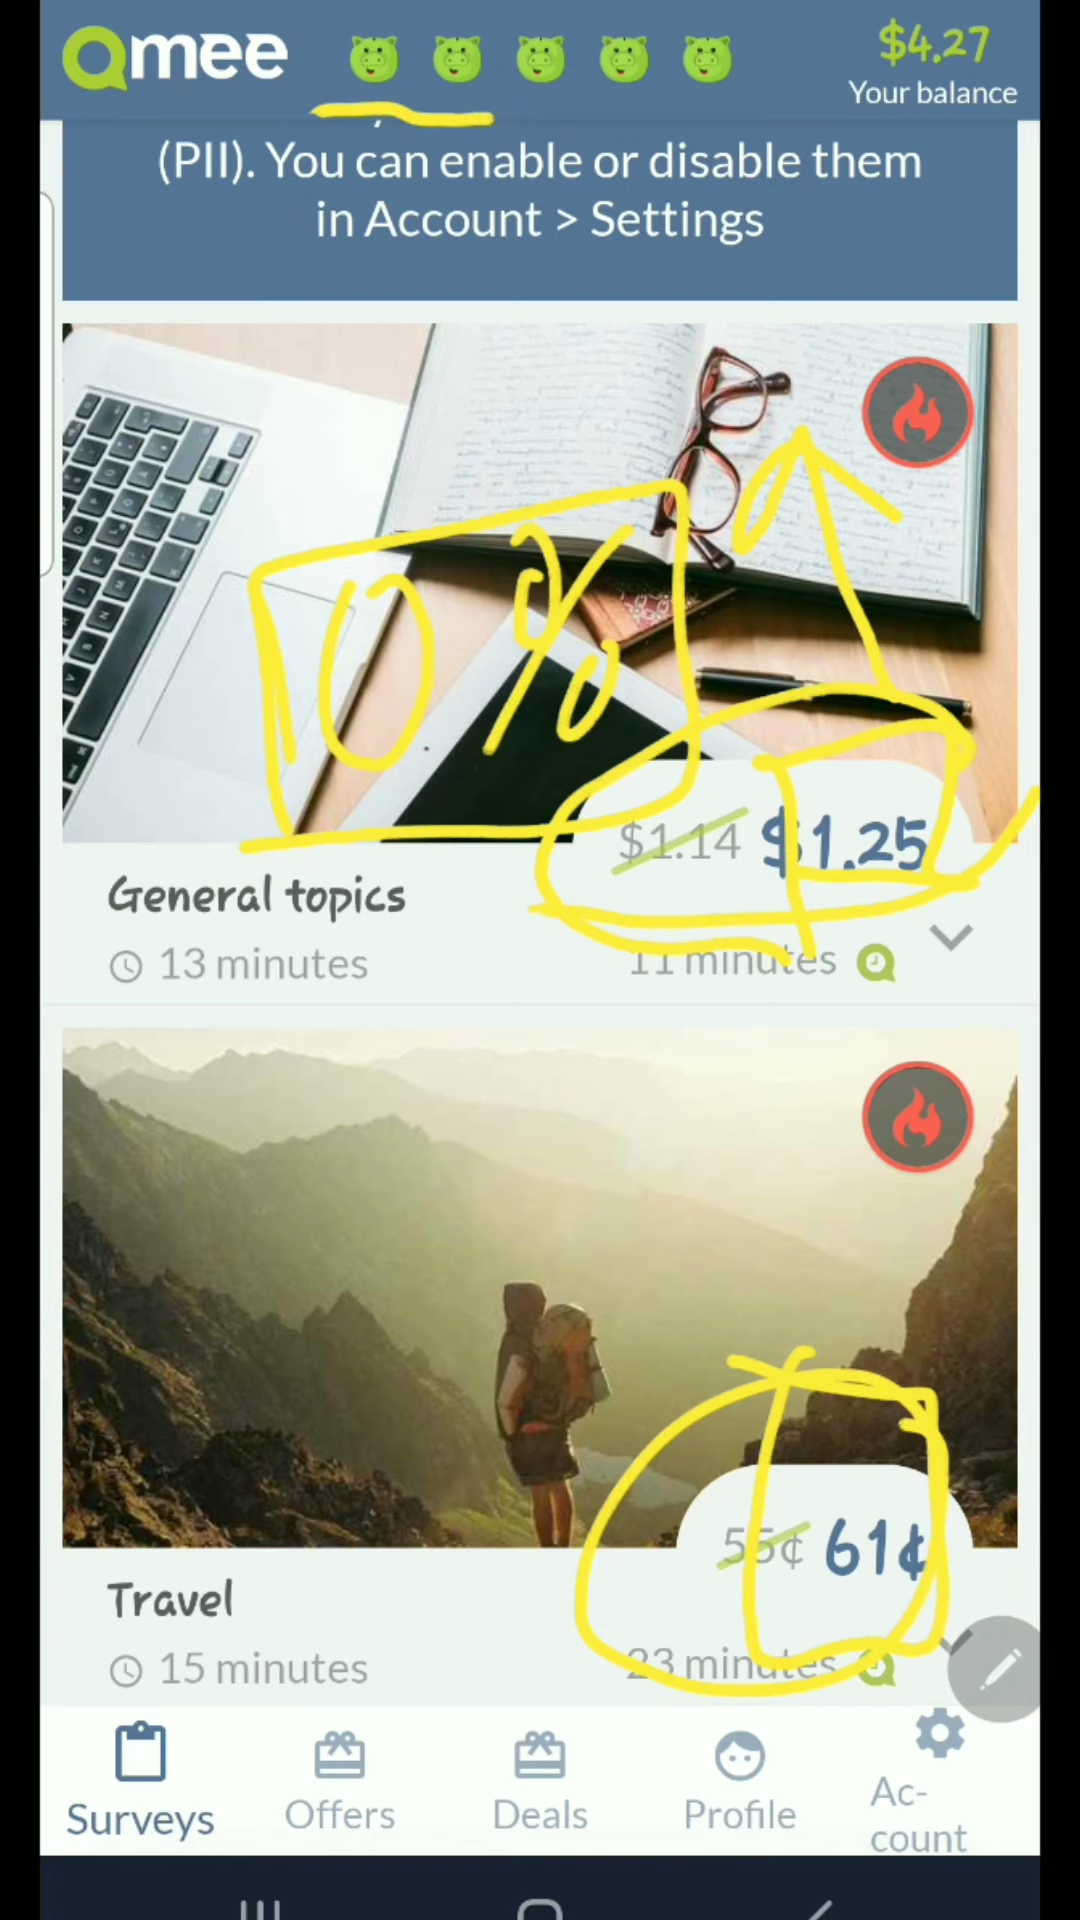 Qmee
$4.27
Your balance
(PII). You can enable or disable them
in Account > Settings
10%
$1.14 $1.25
General topics
13 minutes
11 minutes
55¢ 61¢
Travel
15 minutes
23 minutes
Surveys
Offers
Deals
Profile
Ac-
count